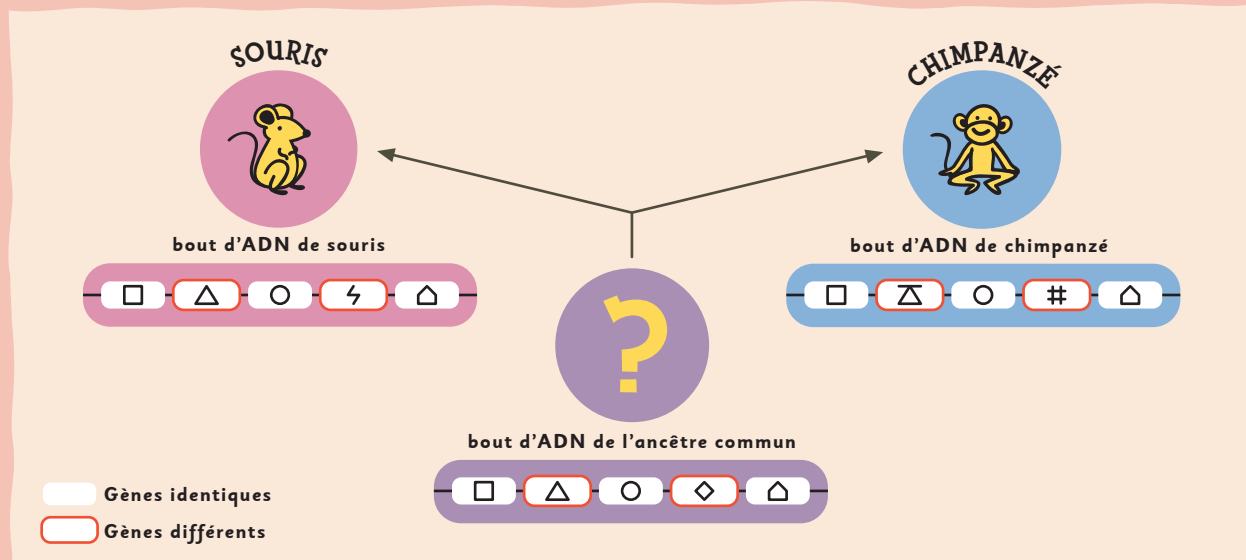 SOURIS
CHIMPANZÉ
bout d'ADN de souris
bout d'ADN de chimpanzé
?
bout d'ADN de l'ancêtre commun
Gènes identiques
Gènes différents